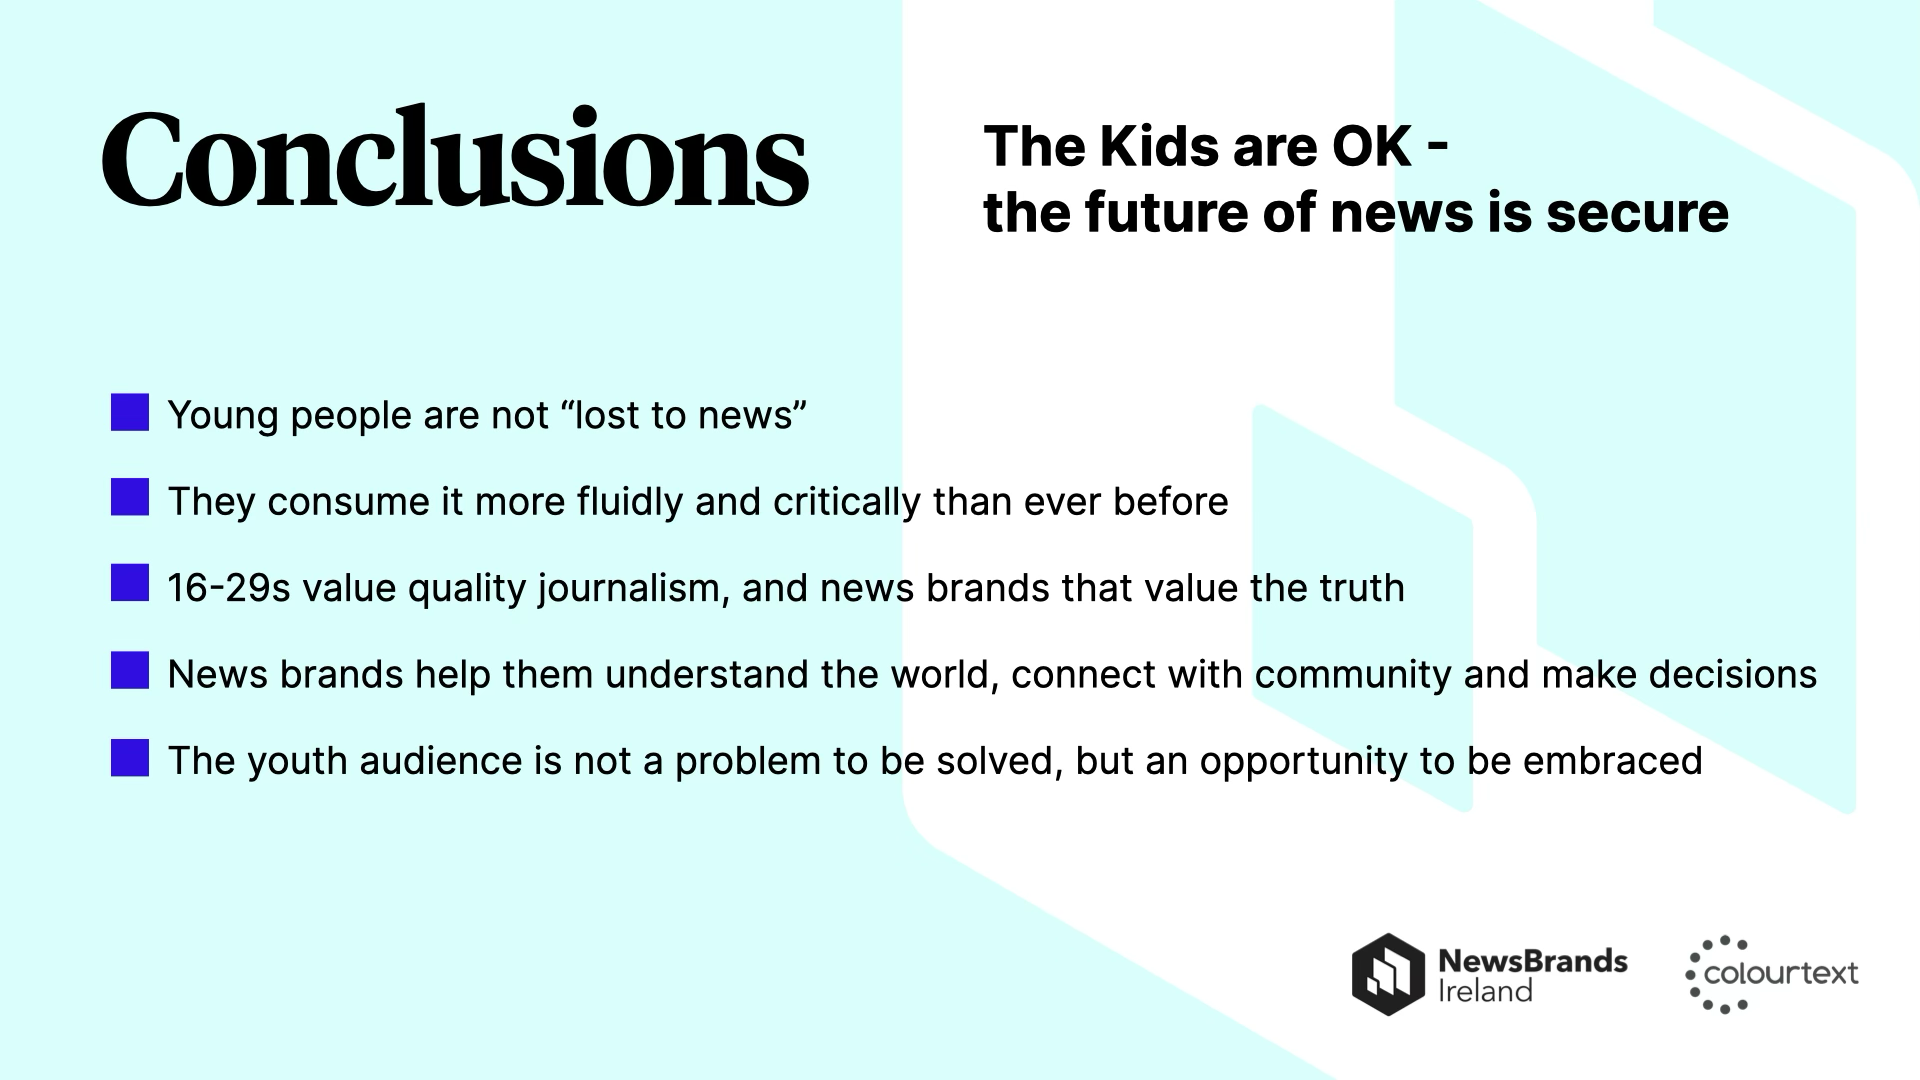 Conclusions
The Kids are OK -
the future of news is secure
Young people are not “lost to news”
They consume it more fluidly and critically than ever before
16-29s value quality journalism, and news brands that value the truth
News brands help them understand the world, connect with community and make decisions
The youth audience is not a problem to be solved, but an opportunity to be embraced
NewsBrands
Ireland
colourtext